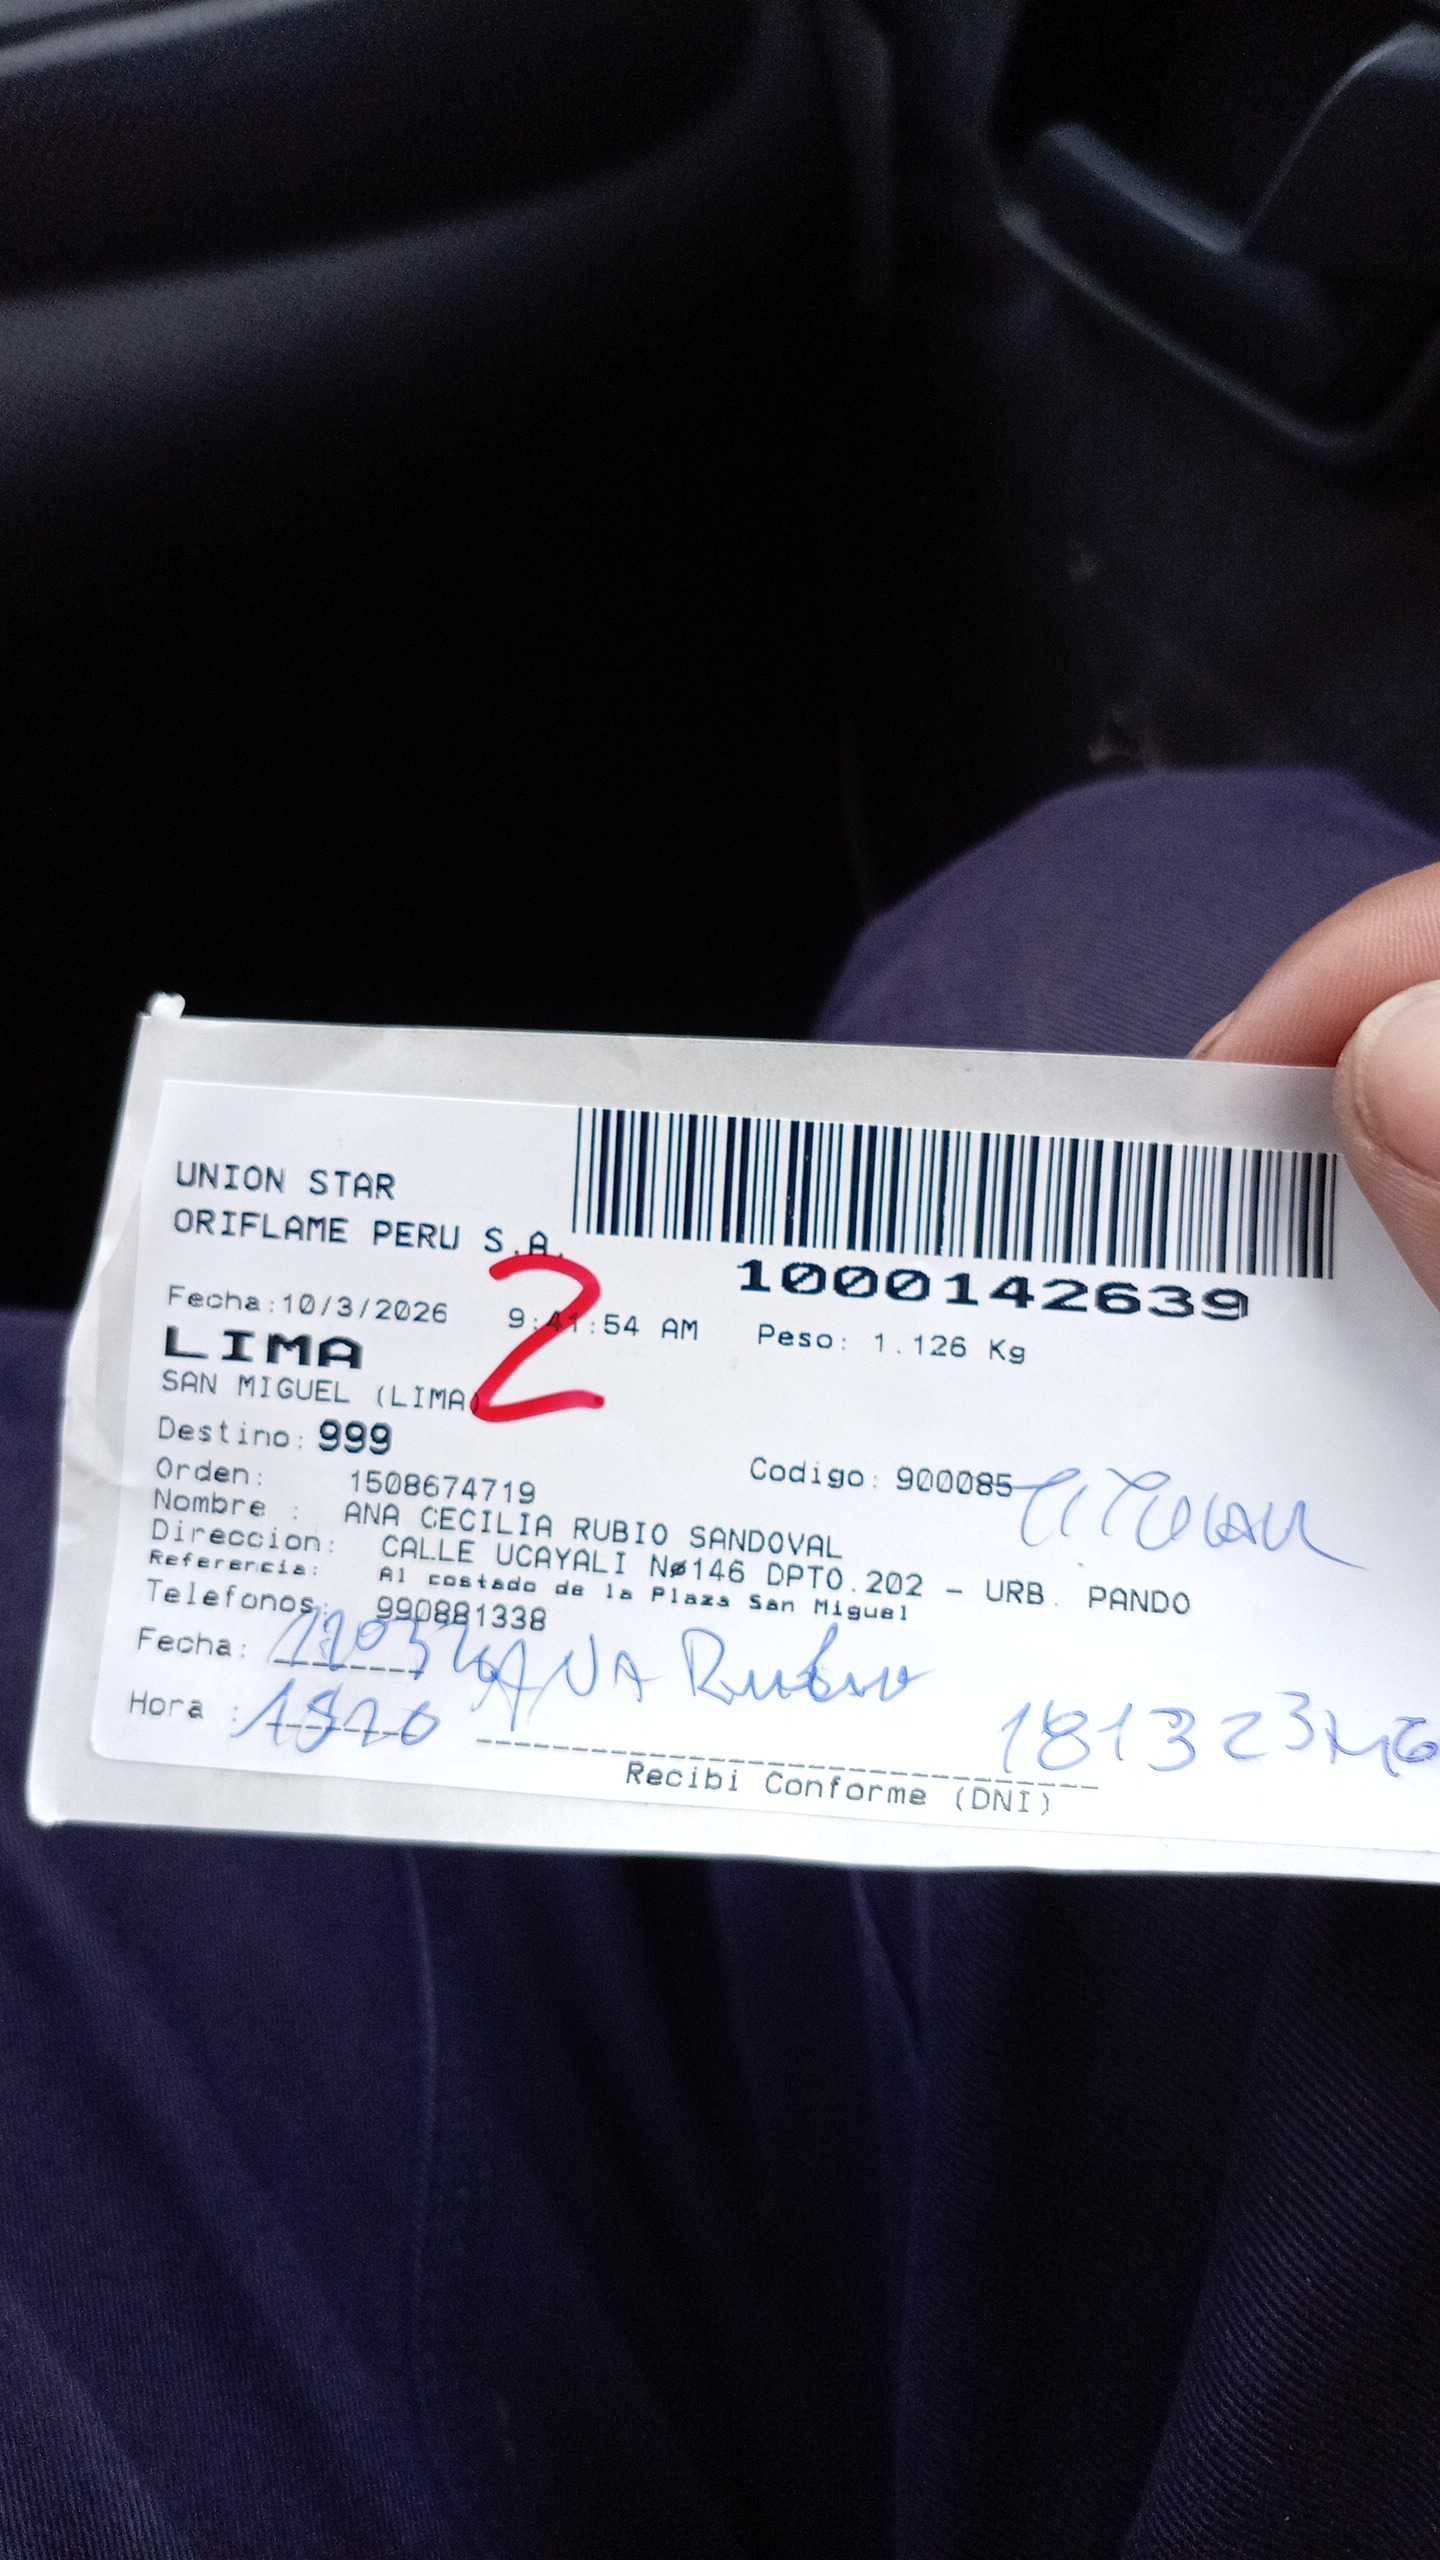 UNION STAR
ORIFLAME PERU S.A.
1000142639
2
Fecha:10/3/2026 9:41:54 AM Peso: 1.126 Kg
LIMA
SAN MIGUEL (LIMA)
Destino: 999
Orden: 1508674719 Codigo: 900085
Nombre : ANA CECILIA RUBIO SANDOVAL
Direccion: CALLE UCAYALI Nø146 DPTO.202 - URB. PANDO
Referencia: Al costado de la Plaza San Miguel
Telefonos: 990881338
Fecha: ANA Rubio
Hora :
Recibi Conforme (DNI)